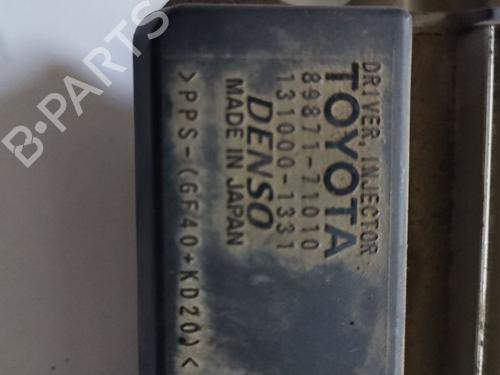 DRIVER, INJECTOR
TOYOTA
89871-71010
131000-1331
DENSO
MADE IN JAPAN
>PPS-(GF40+KD20)<
B-PARTS